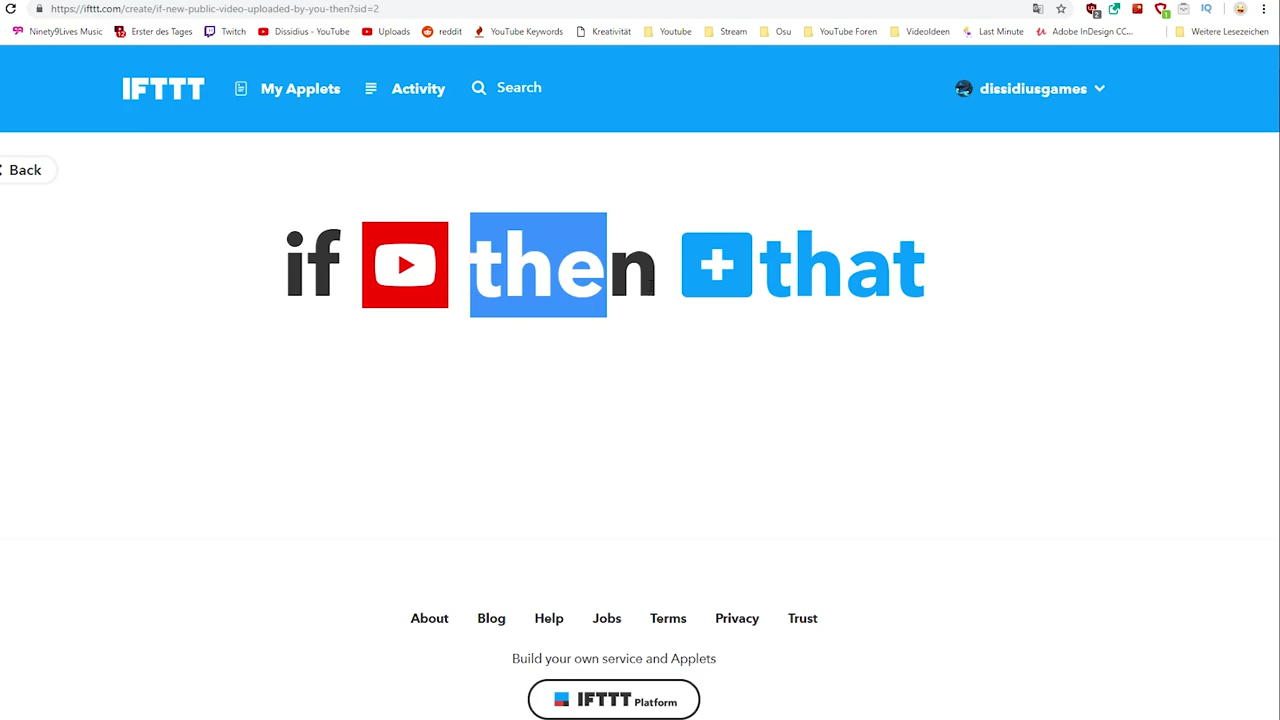 https://ifttt.com/create/if-new-public-video-uploaded-by-you-then?sid=2
2 1 IQ
Ninety9Lives Music Erster des Tages Twitch Dissidius - YouTube Uploads reddit YouTube Keywords Kreativität Youtube Stream Osu YouTube Foren VideoIdeen Last Minute Adobe InDesign CC... Weitere Lesezeichen
IFTTT My Applets Activity Search dissidiusgames
Back
if then that
About Blog Help Jobs Terms Privacy Trust
Build your own service and Applets
IFTTT Platform